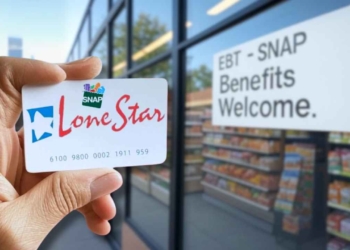 SNAP
Lone Star
6100 9800 0002 1911 959
EBT - SNAP
Benefits
Welcome.